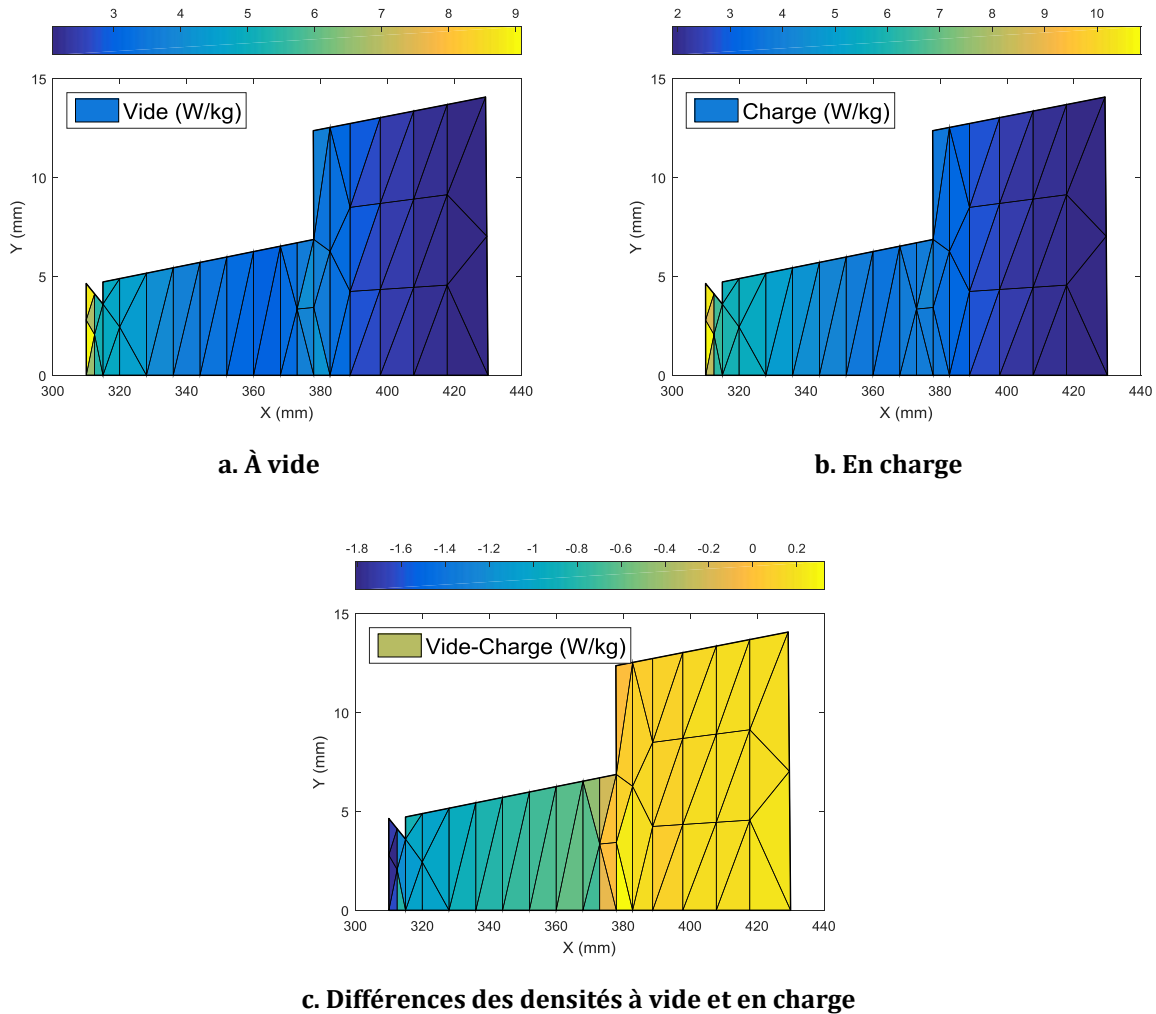 3 4 5 6 7 8 9
15
10
5
0
Y (mm)
Vide (W/kg)
300 320 340 360 380 400 420 440
X (mm)
a. À vide
2 3 4 5 6 7 8 9 10
15
10
5
0
Y (mm)
Charge (W/kg)
300 320 340 360 380 400 420 440
X (mm)
b. En charge
-1.8 -1.6 -1.4 -1.2 -1 -0.8 -0.6 -0.4 -0.2 0 0.2
15
10
5
0
Y (mm)
Vide-Charge (W/kg)
300 320 340 360 380 400 420 440
X (mm)
c. Différences des densités à vide et en charge